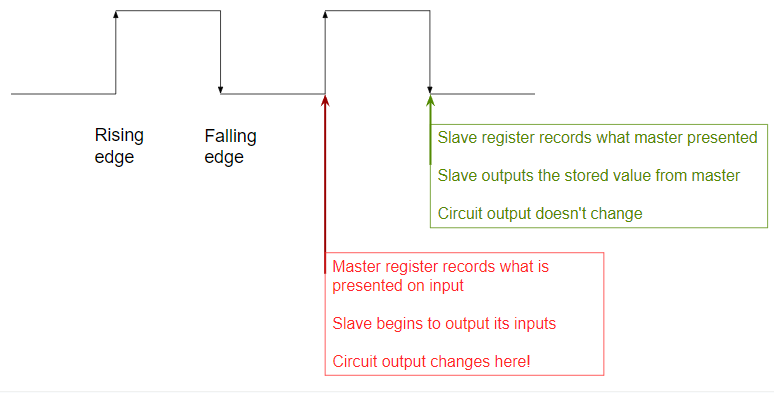 Rising
edge
Falling
edge
Slave register records what master presented
Slave outputs the stored value from master
Circuit output doesn't change
Master register records what is
presented on input
Slave begins to output its inputs
Circuit output changes here!